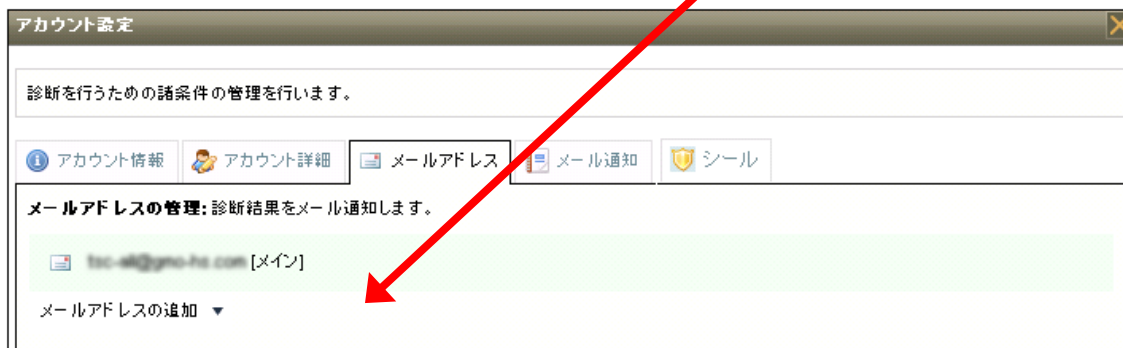 アカウント設定
診断を行うための諸条件の管理を行います。
アカウント情報 アカウント詳細 メールアドレス メール通知 シール
メールアドレスの管理: 診断結果をメール通知します。
[メイン]
メールアドレスの追加 ▼